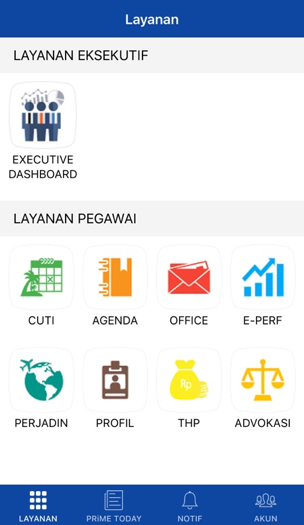 Layanan
LAYANAN EKSEKUTIF
EXECUTIVE
DASHBOARD
LAYANAN PEGAWAI
CUTI
AGENDA
OFFICE
E-PERF
Rp
PERJADIN
PROFIL
THP
ADVOKASI
LAYANAN
PRIME TODAY
NOTIF
AKUN